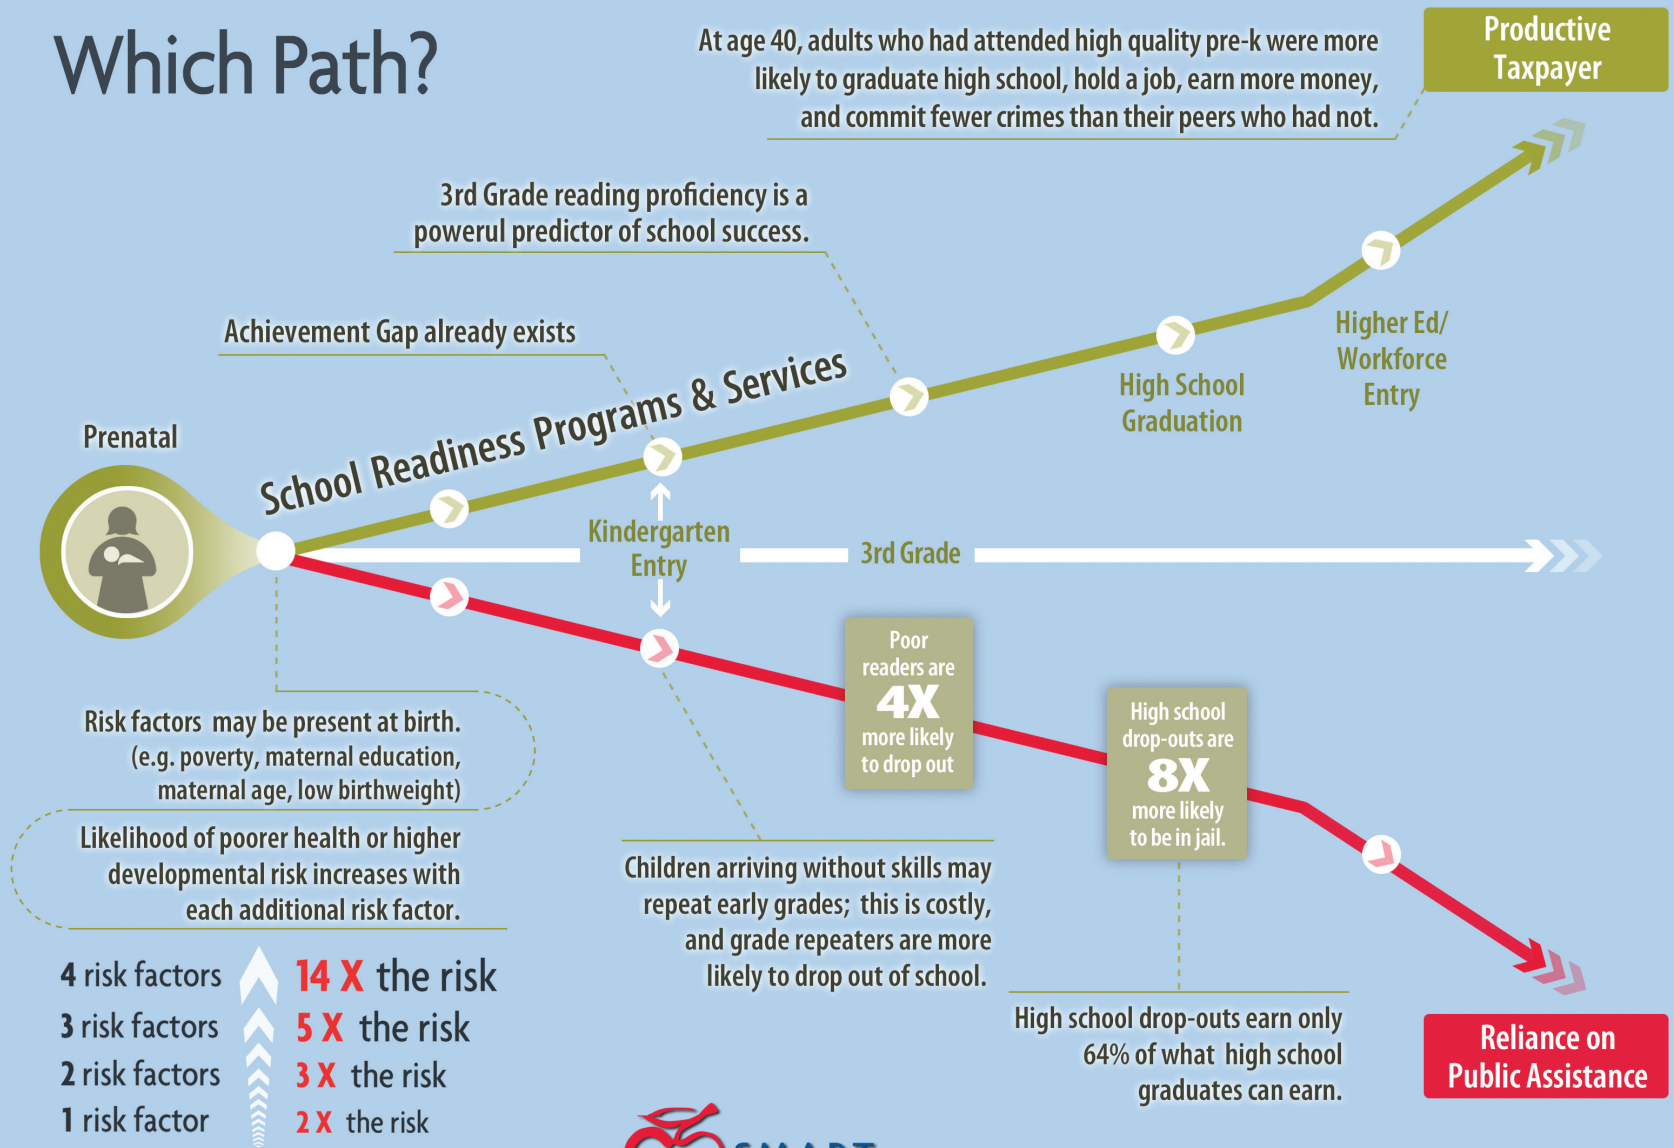 Which Path?
At age 40, adults who had attended high quality pre-k were more
likely to graduate high school, hold a job, earn more money,
and commit fewer crimes than their peers who had not.
Productive
Taxpayer
3rd Grade reading proficiency is a
powerul predictor of school success.
Achievement Gap already exists
School Readiness Programs & Services
Higher Ed/
Workforce
Entry
High School
Graduation
Prenatal
Kindergarten
Entry
3rd Grade
Poor
readers are
4X
more likely
to drop out
High school
drop-outs are
8X
more likely
to be in jail.
Risk factors may be present at birth.
(e.g. poverty, maternal education,
maternal age, low birthweight)
Likelihood of poorer health or higher
developmental risk increases with
each additional risk factor.
4 risk factors 14 X the risk
3 risk factors 5 X the risk
2 risk factors 3 X the risk
1 risk factor 2 X the risk
Children arriving without skills may
repeat early grades; this is costly,
and grade repeaters are more
likely to drop out of school.
High school drop-outs earn only
64% of what high school
graduates can earn.
Reliance on
Public Assistance
SMART